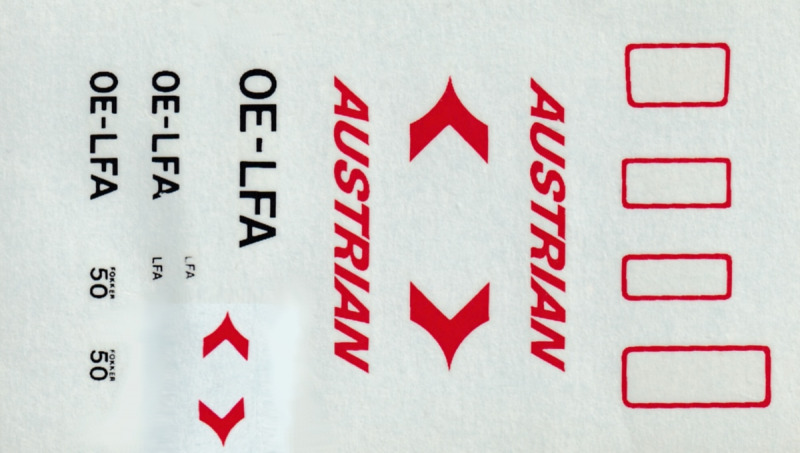 AUSTRIAN
AUSTRIAN
OE-LFA
LFA
OE-LFA
LFA
OE-LFA
FOKKER
50
FOKKER
50